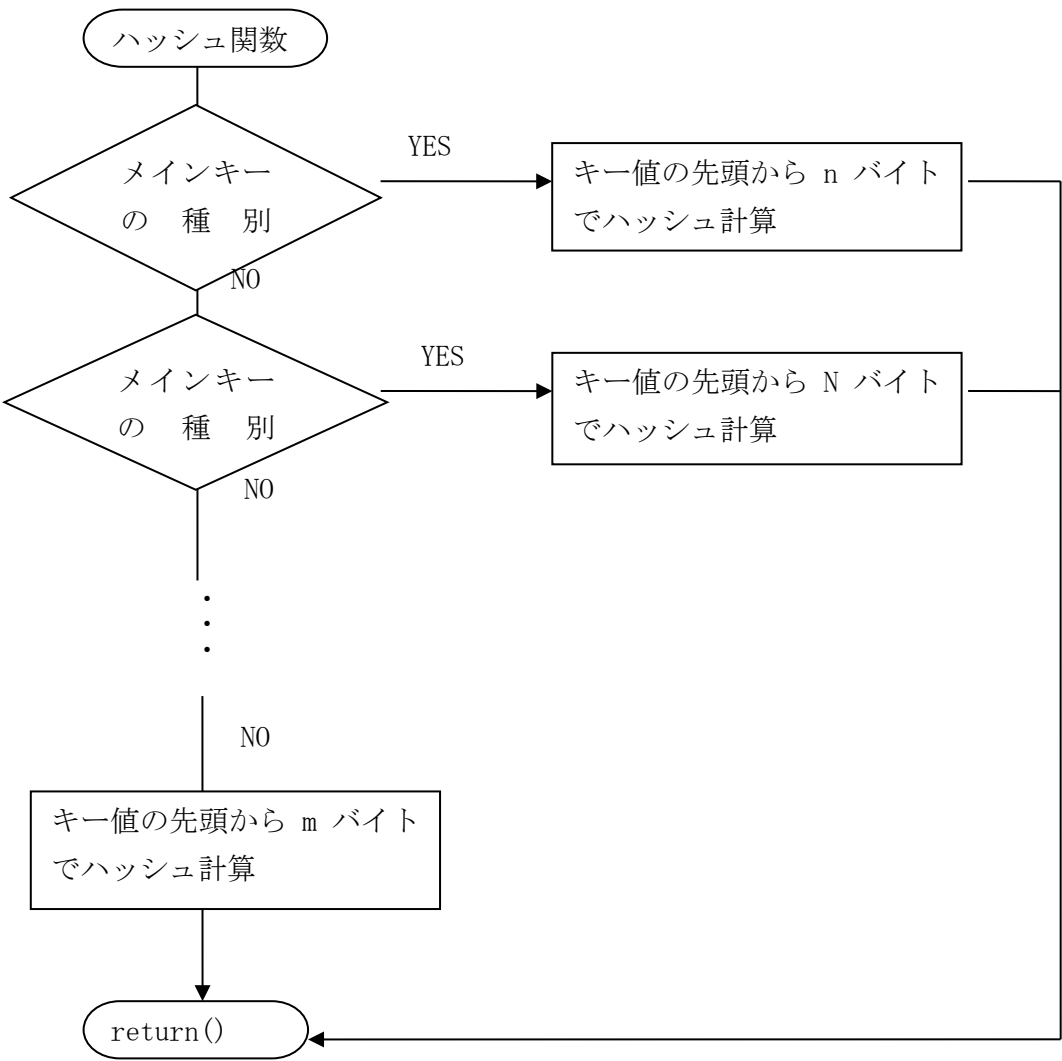 ハッシュ関数
メインキー
の 種 別
YES
キー値の先頭から n バイト
でハッシュ計算
NO
メインキー
の 種 別
YES
キー値の先頭から N バイト
でハッシュ計算
NO
・
・
・
NO
キー値の先頭から m バイト
でハッシュ計算
return()